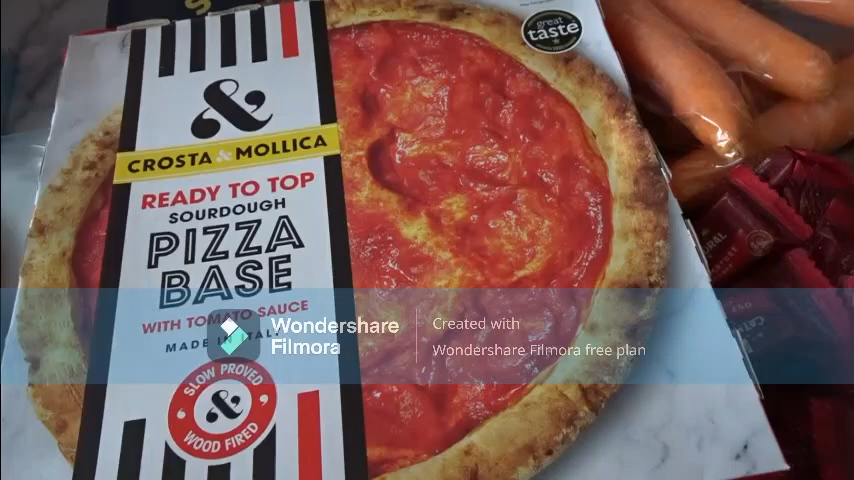 great
taste
&
CROSTA & MOLLICA
READY TO TOP
SOURDOUGH
PIZZA
BASE
WITH TOMATO SAUCE
MADE IN ITALY
SLOW PROVED
&
WOOD FIRED
Wondershare
Filmora
Created with
Wondershare Filmora free plan